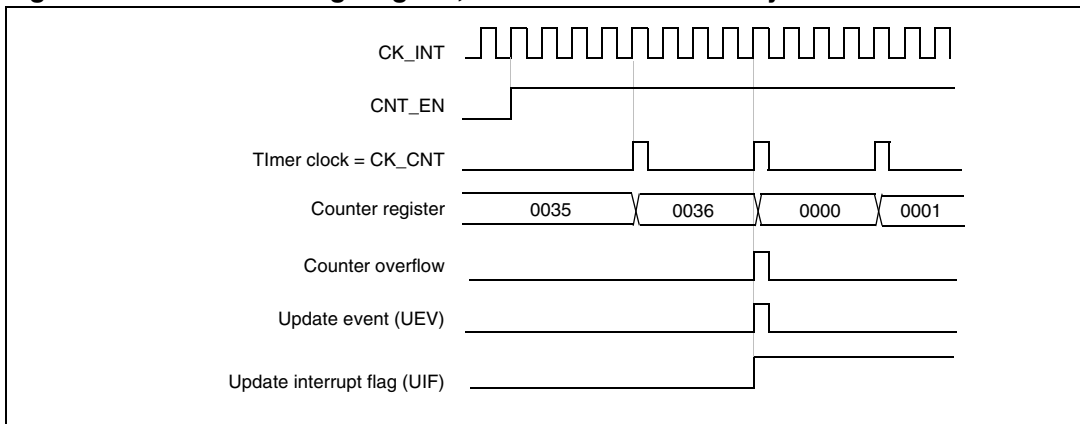 CK_INT
CNT_EN
TImer clock = CK_CNT
Counter register 0035 0036 0000 0001
Counter overflow
Update event (UEV)
Update interrupt flag (UIF)